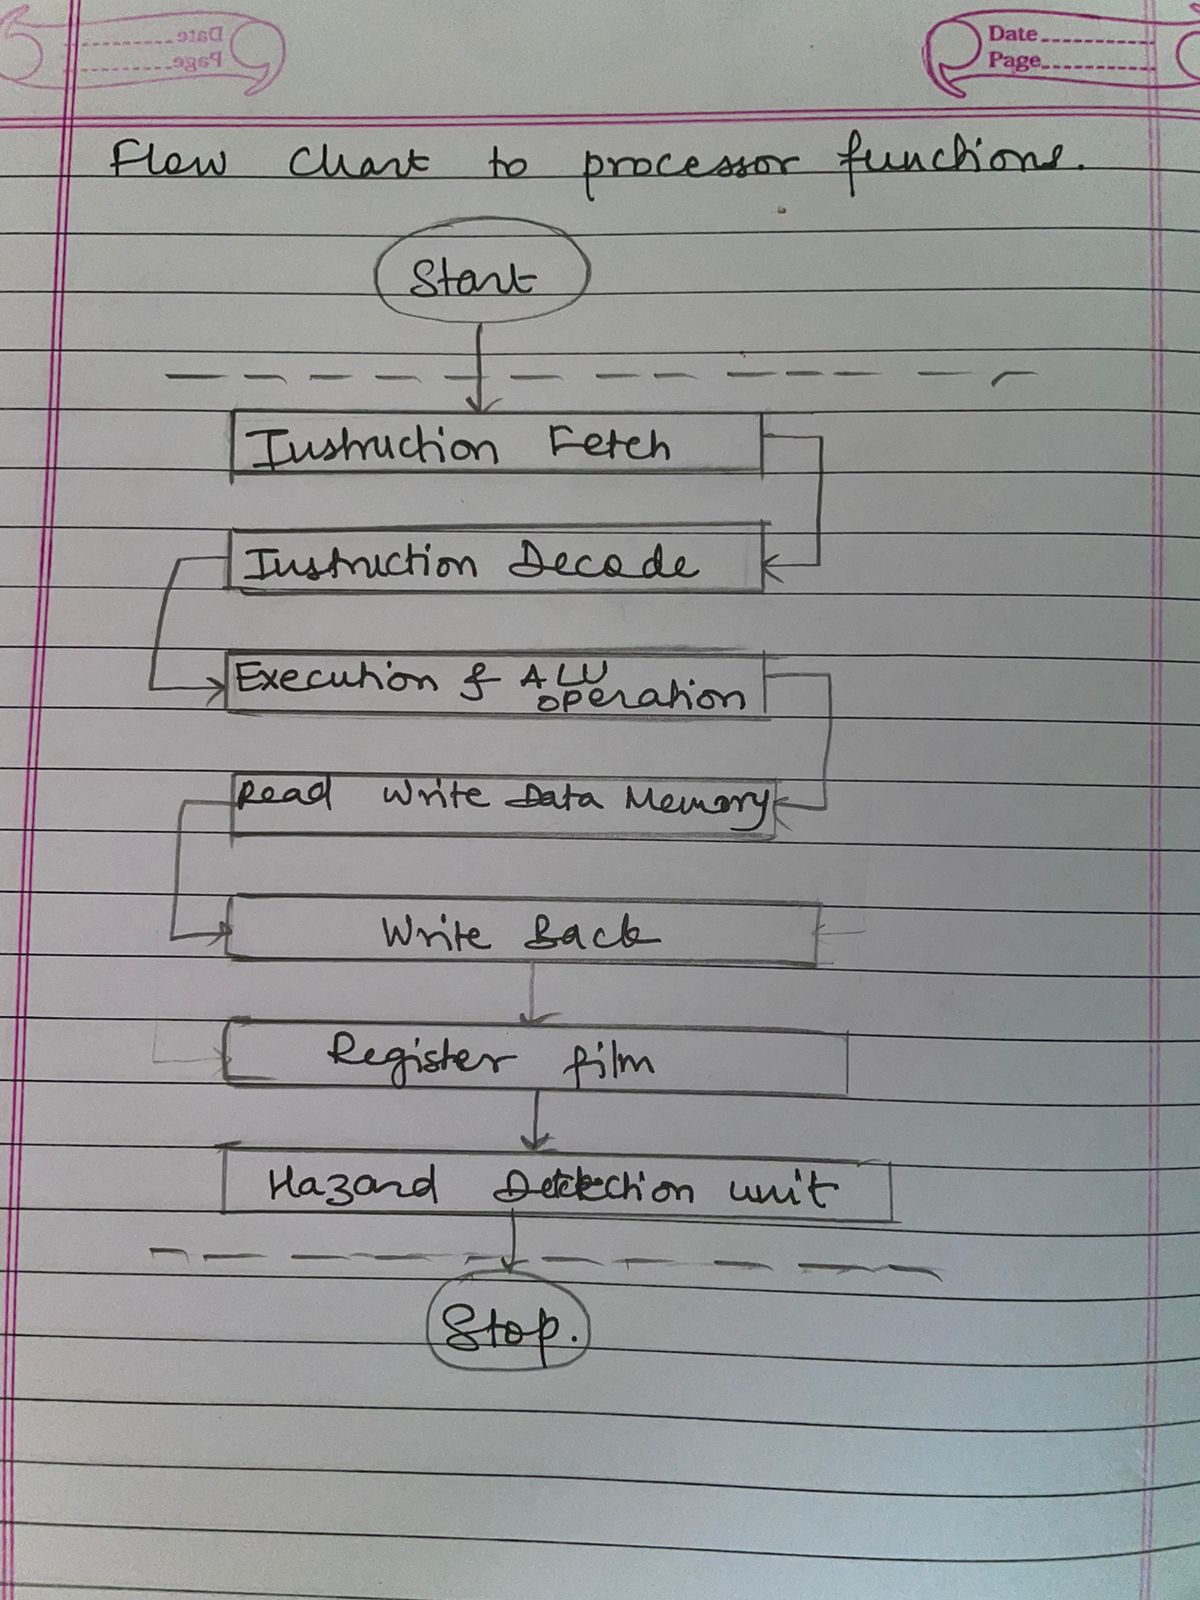 Date
Page
Date
Page
Flow Chart to processor functions.
Start
Instruction Fetch
Instruction Decode
Execution & ALU
operation
Read Write Data Memory
Write Back
Register film
Hazard Detection unit
Stop.